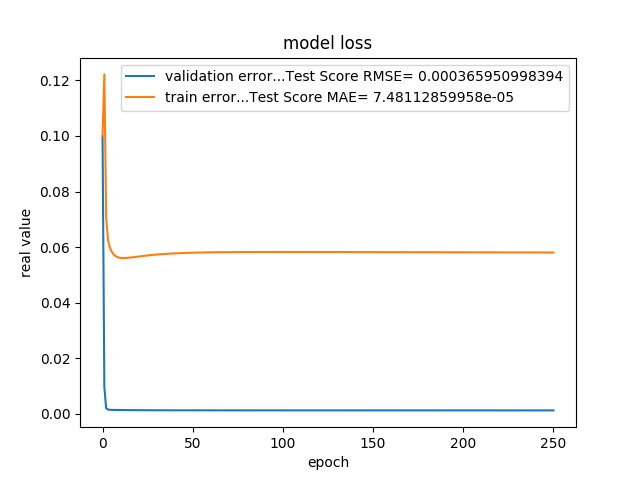 model loss
validation error...Test Score RMSE= 0.000365950998394
train error...Test Score MAE= 7.48112859958e-05
0.12
0.10
0.08
0.06
0.04
0.02
0.00
real value
0 50 100 150 200 250
epoch